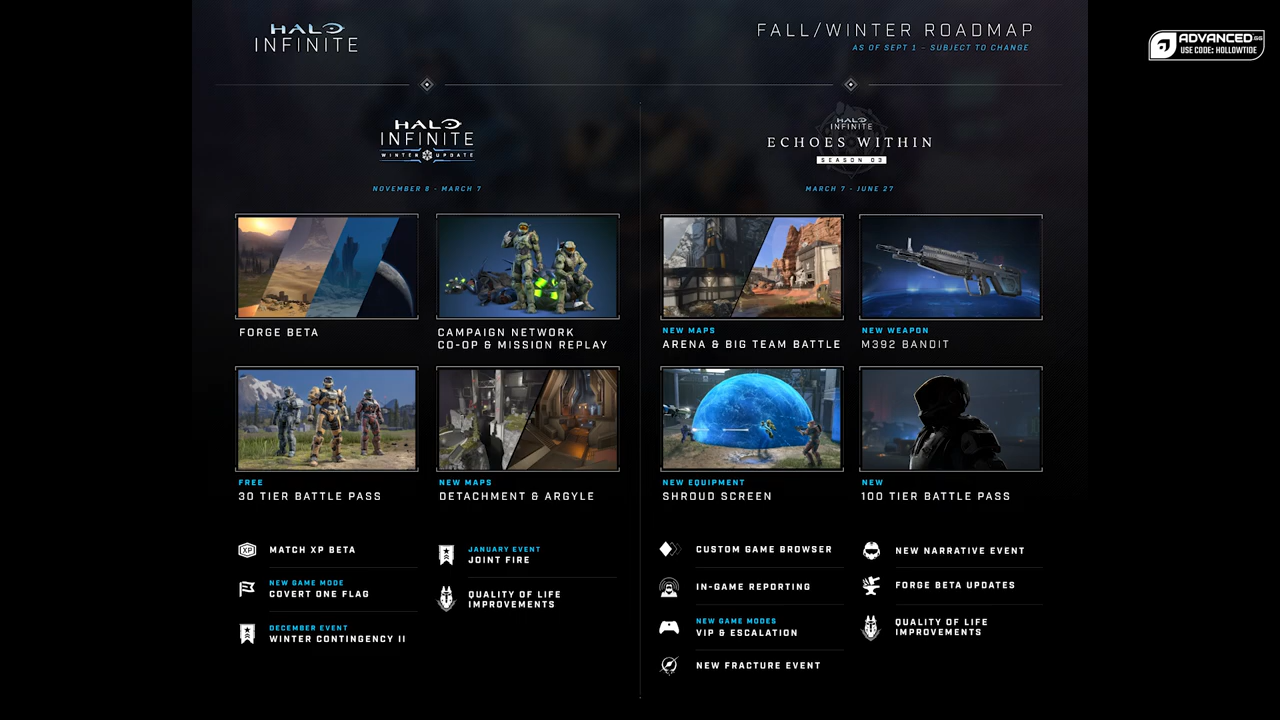 HALO
INFINITE
FALL/WINTER ROADMAP
AS OF SEPT 1 - SUBJECT TO CHANGE
ADVANCED.GG
USE CODE: HOLLOWTIDE
HALO
INFINITE
WINTER UPDATE
NOVEMBER 8 - MARCH 7
FORGE BETA
CAMPAIGN NETWORK
CO-OP & MISSION REPLAY
FREE
30 TIER BATTLE PASS
NEW MAPS
DETACHMENT & ARGYLE
XP
MATCH XP BETA
NEW GAME MODE
COVERT ONE FLAG
DECEMBER EVENT
WINTER CONTINGENCY II
JANUARY EVENT
JOINT FIRE
QUALITY OF LIFE
IMPROVEMENTS
HALO
INFINITE
ECHOES WITHIN
SEASON 03
MARCH 7 - JUNE 27
NEW MAPS
ARENA & BIG TEAM BATTLE
NEW WEAPON
M392 BANDIT
NEW EQUIPMENT
SHROUD SCREEN
NEW
100 TIER BATTLE PASS
CUSTOM GAME BROWSER
IN-GAME REPORTING
NEW GAME MODES
VIP & ESCALATION
NEW FRACTURE EVENT
NEW NARRATIVE EVENT
FORGE BETA UPDATES
QUALITY OF LIFE
IMPROVEMENTS